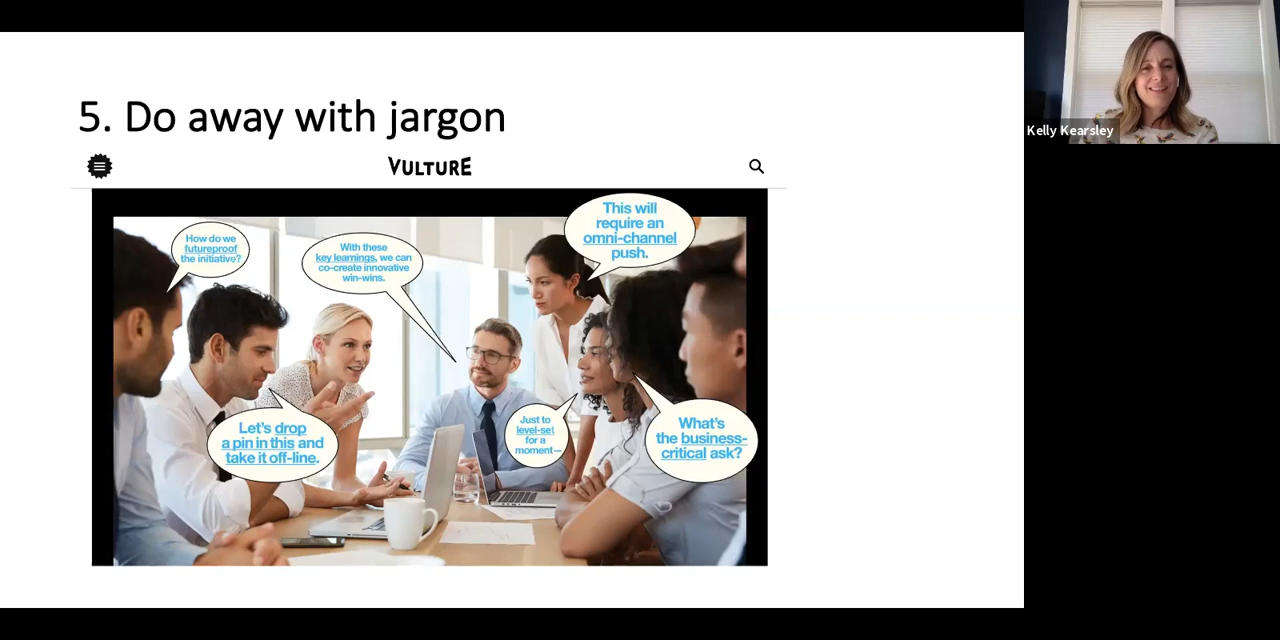 5. Do away with jargon
VULTURE
How do we
futureproof
the initiative?
With these
key learnings, we can
co-create innovative
win-wins.
This will
require an
omni-channel
push.
Let's drop
a pin in this and
take it off-line.
Just to
level-set
for a
moment—
What's
the business-
critical ask?
Kelly Kearsley